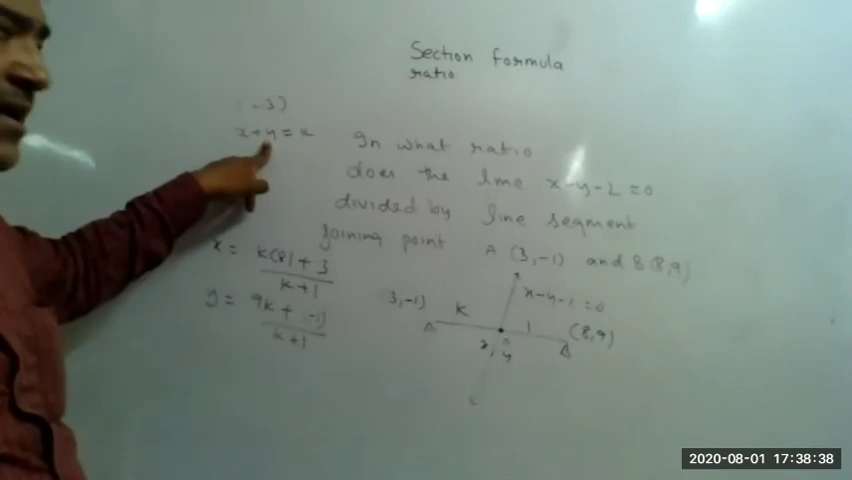 Section formula
ratio
x+y=k
In what ratio
does the line x-y-2=0
divided by line segment
Joining point A (3,-1) and B(8,9)
x = k(8)+3
k+1
y = 9k+(-1)
k+1
3,-1)
k
x-y-2=0
1
(8,9)
A
x, y
B
2020-08-01 17:38:38